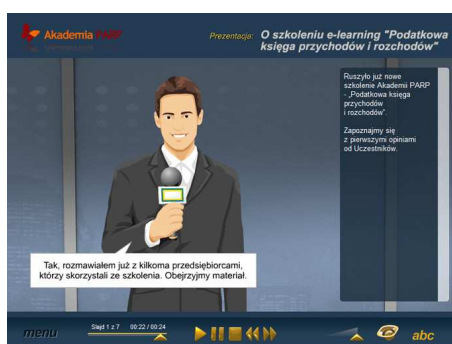 Akademia PARP
Prezentacja: O szkoleniu e-learning "Podatkowa
księga przychodów i rozchodów"
Ruszyło już nowe
szkolenie Akademii PARP
- „Podatkowa księga
przychodów
i rozchodów".
Zapoznajmy się
z pierwszymi opiniami
od Uczestników.
Tak, rozmawiałem już z kilkoma przedsiębiorcami,
którzy skorzystali ze szkolenia. Obejrzyjmy materiał.
menu
Slajd 1 z 7
00:22 / 00:24
abc